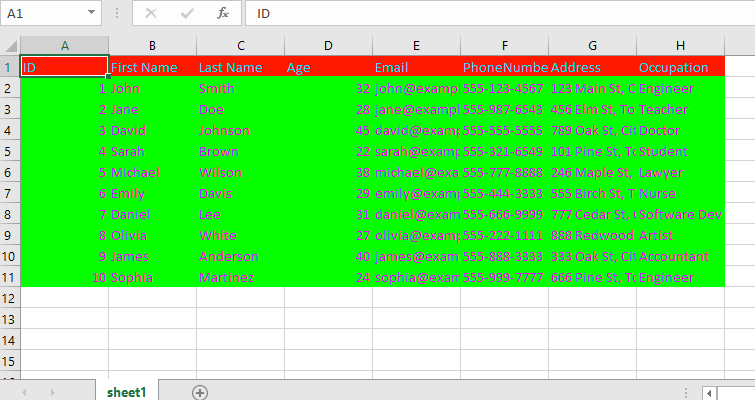 A1 fx ID
A B C D E F G H
1 ID First Name Last Name Age Email PhoneNumbe Address Occupation
2 1 John Smith 32 john@exampl 555-123-4567 123 Main St, C Engineer
3 2 Jane Doe 28 jane@exampl 555-987-6543 456 Elm St, To Teacher
4 3 David Johnson 45 david@examp 555-555-5555 789 Oak St, Cit Doctor
5 4 Sarah Brown 22 sarah@examp 555-321-6549 101 Pine St, To Student
6 5 Michael Wilson 38 michael@exa 555-777-8888 246 Maple St, Lawyer
7 6 Emily Davis 29 emily@examp 555-444-3333 555 Birch St, T Nurse
8 7 Daniel Lee 31 daniel@exam 555-666-9999 777 Cedar St, Software Dev
9 8 Olivia White 27 olivia@examp 555-222-1111 888 Redwood Artist
10 9 James Anderson 40 james@exam 555-888-3333 333 Oak St, Cit Accountant
11 10 Sophia Martinez 24 sophia@exam 555-999-7777 666 Pine St, To Engineer
12
13
14
15
sheet1